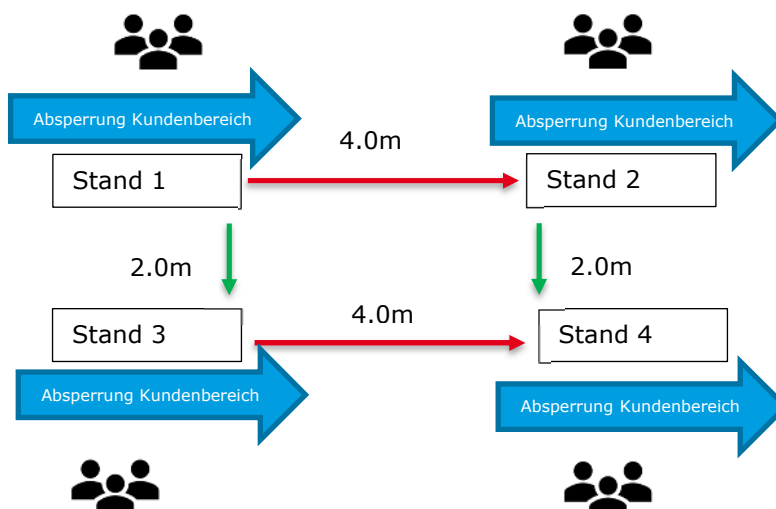 Absperrung Kundenbereich
Absperrung Kundenbereich
4.0m
Stand 1
Stand 2
2.0m
2.0m
4.0m
Stand 3
Stand 4
Absperrung Kundenbereich
Absperrung Kundenbereich